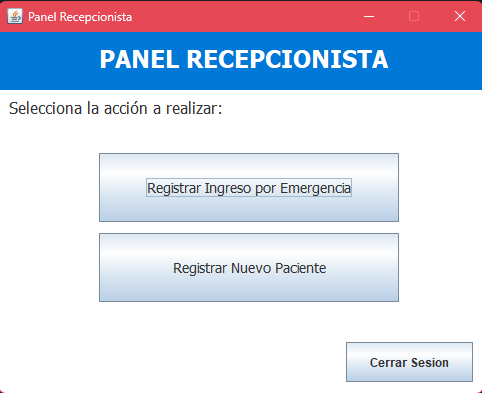 Panel Recepcionista
PANEL RECEPCIONISTA
Selecciona la acción a realizar:
Registrar Ingreso por Emergencia
Registrar Nuevo Paciente
Cerrar Sesion